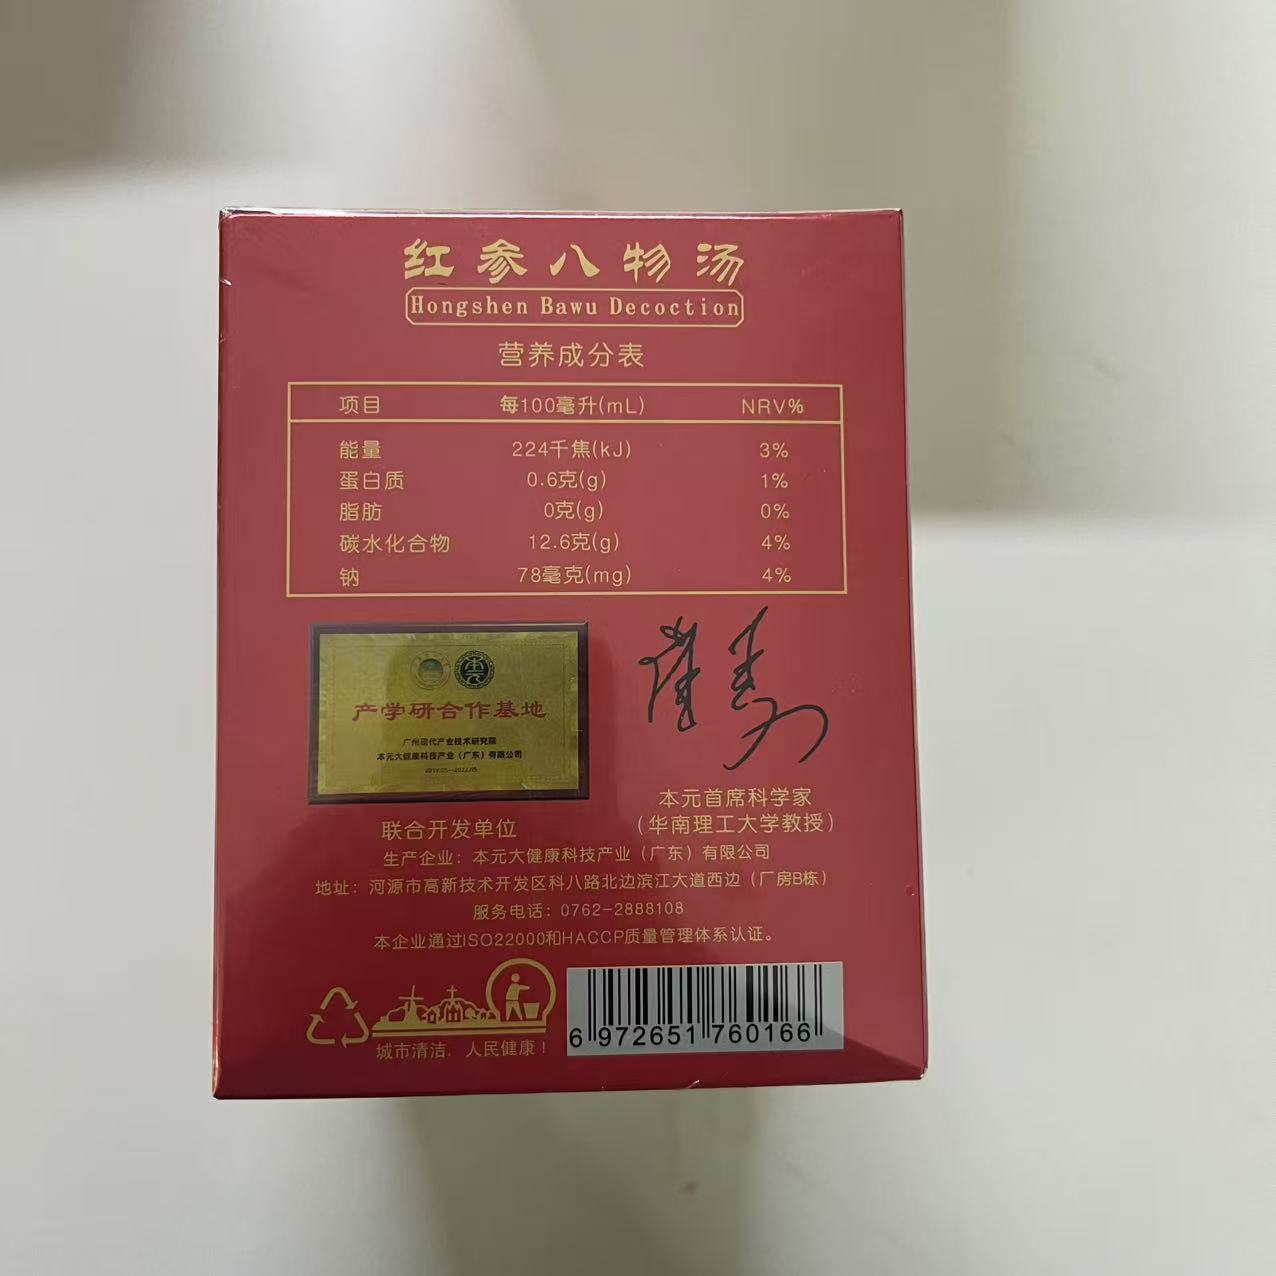 红参八物汤
Hongshen Bawu Decoction
营养成分表
项目 每100毫升(mL) NRV%
能量 224千焦(kJ) 3%
蛋白质 0.6克(g) 1%
脂肪 0克(g) 0%
碳水化合物 12.6克(g) 4%
钠 78毫克(mg) 4%
本元
产学研合作基地
广州现代产业技术研究院
本元大健康科技产业（广东）有限公司
联合开发单位
本元首席科学家
（华南理工大学教授）
生产企业：本元大健康科技产业（广东）有限公司
地址：河源市高新技术开发区科八路北边滨江大道西边（厂房B栋）
服务电话：0762-2888108
本企业通过ISO22000和HACCP质量管理体系认证。
城市清洁．人民健康！
6 972651 760166